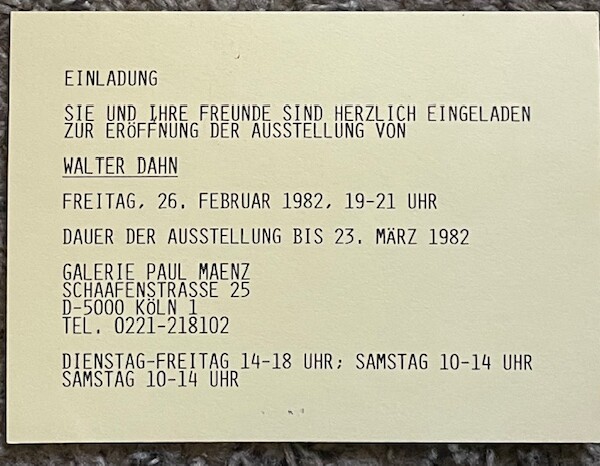 EINLADUNG
SIE UND IHRE FREUNDE SIND HERZLICH EINGELADEN
ZUR ERÖFFNUNG DER AUSSTELLUNG VON
WALTER DAHN
FREITAG, 26. FEBRUAR 1982, 19-21 UHR
DAUER DER AUSSTELLUNG BIS 23. MÄRZ 1982
GALERIE PAUL MAENZ
SCHAAFENSTRASSE 25
D-5000 KÖLN 1
TEL. 0221-218102
DIENSTAG-FREITAG 14-18 UHR; SAMSTAG 10-14 UHR
SAMSTAG 10-14 UHR